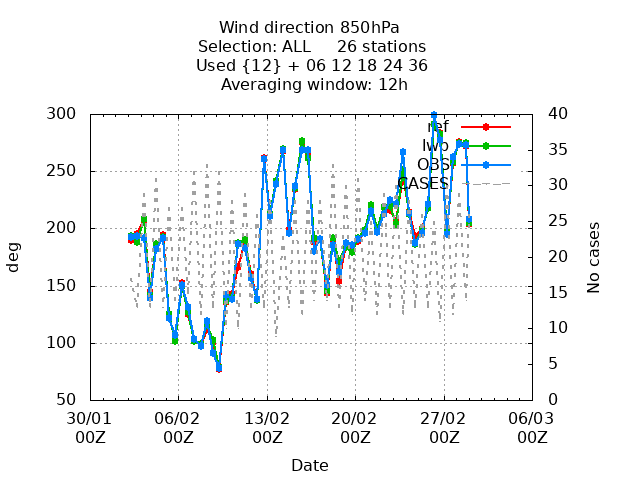 Wind direction 850hPa
Selection: ALL 26 stations
Used {12} + 06 12 18 24 36
Averaging window: 12h
300
250
200
150
100
50
deg
40
35
30
25
20
15
10
5
0
No cases
ref
lwp
OBS
CASES
30/01 06/02 13/02 20/02 27/02 06/03
00Z 00Z 00Z 00Z 00Z 00Z
Date